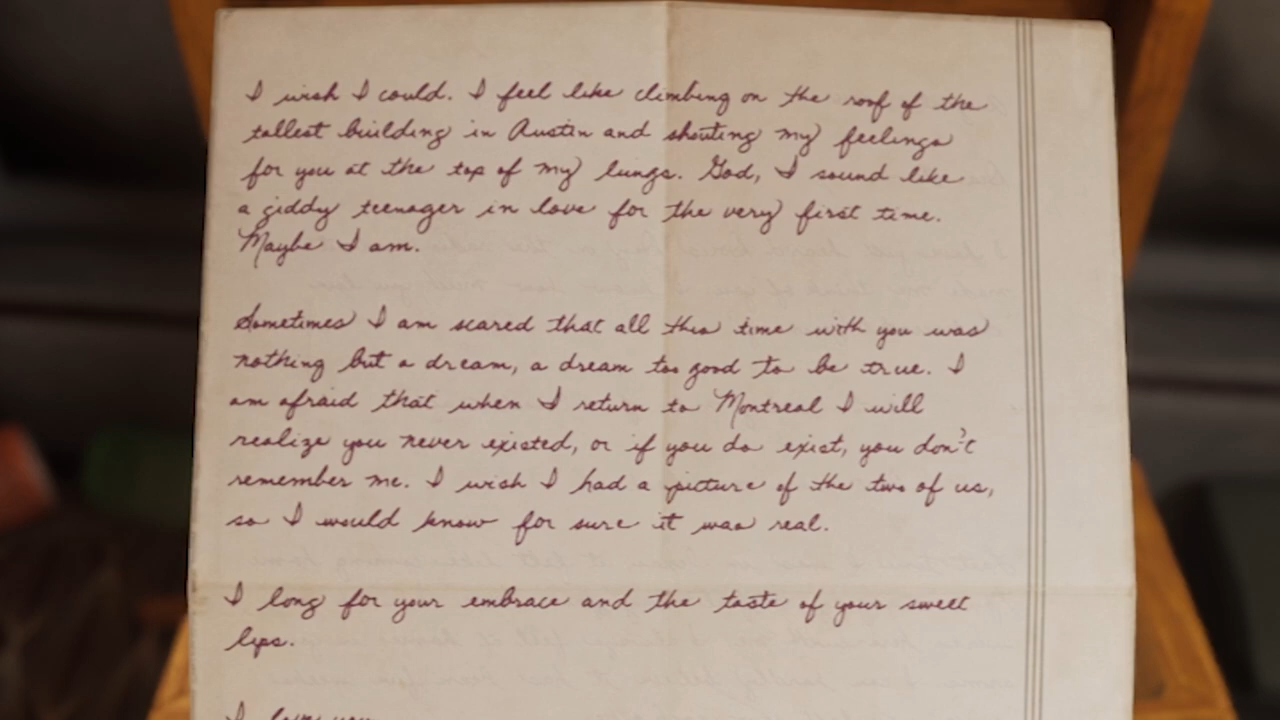 I wish I could. I feel like climbing on the roof of the
tallest building in Austin and shouting my feelings
for you at the top of my lungs. God, I sound like
a giddy teenager in love for the very first time.
Maybe I am.
Sometimes I am scared that all this time with you was
nothing but a dream, a dream too good to be true. I
am afraid that when I return to Montreal I will
realize you never existed, or if you do exist, you don't
remember me. I wish I had a picture of the two of us,
so I would know for sure it was real.
I long for your embrace and the taste of your sweet
lips.
I love you